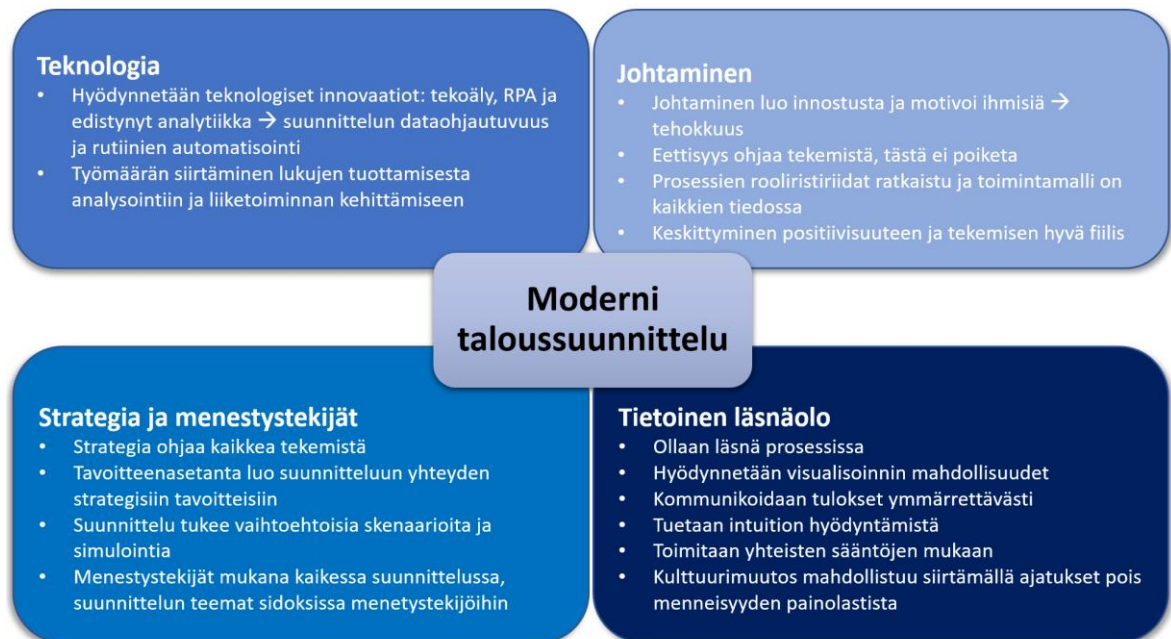 Teknologia
• Hyödynnetään teknologiset innovaatiot: tekoäly, RPA ja
edistynyt analytiikka → suunnittelun dataohjautuvuus
ja rutiinien automatisointi
• Työmäärän siirtäminen lukujen tuottamisesta
analysointiin ja liiketoiminnan kehittämiseen
Johtaminen
• Johtaminen luo innostusta ja motivoi ihmisiä →
tehokkuus
• Eettisyys ohjaa tekemistä, tästä ei poiketa
• Prosessien rooliristiriidat ratkaistu ja toimintamalli on
kaikkien tiedossa
• Keskittyminen positiivisuuteen ja tekemisen hyvä fiilis
Moderni
taloussuunnittelu
Strategia ja menestystekijät
• Strategia ohjaa kaikkea tekemistä
• Tavoitteenasetanta luo suunnitteluun yhteyden
strategisiin tavoitteisiin
• Suunnittelu tukee vaihtoehtoisia skenaarioita ja
simulointia
• Menestystekijät mukana kaikessa suunnittelussa,
suunnittelun teemat sidoksissa menetystekijöihin
Tietoinen läsnäolo
• Ollaan läsnä prosessissa
• Hyödynnetään visualisoinnin mahdollisuudet
• Kommunikoidaan tulokset ymmärrettävästi
• Tuetaan intuition hyödyntämistä
• Toimitaan yhteisten sääntöjen mukaan
• Kulttuurimuutos mahdollistuu siirtämällä ajatukset pois
menneisyyden painolastista